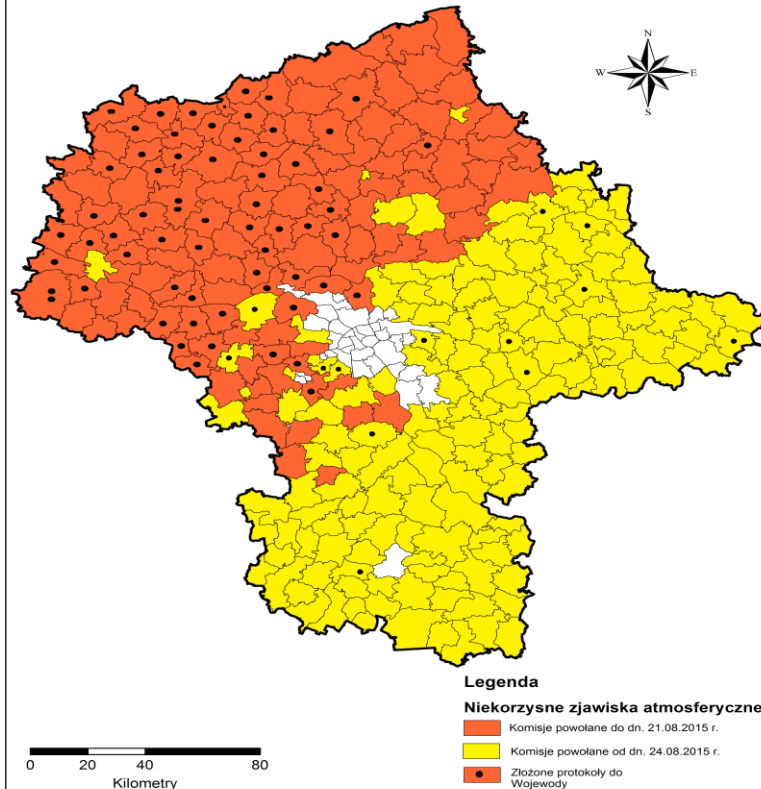 N
W E
S
Legenda
Niekorzysne zjawiska atmosferyczne
Komisje powołane do dn. 21.08.2015 r.
Komisje powołane od dn. 24.08.2015 r.
Złożone protokoły do
Wojewody
0 20 40 80
Kilometry